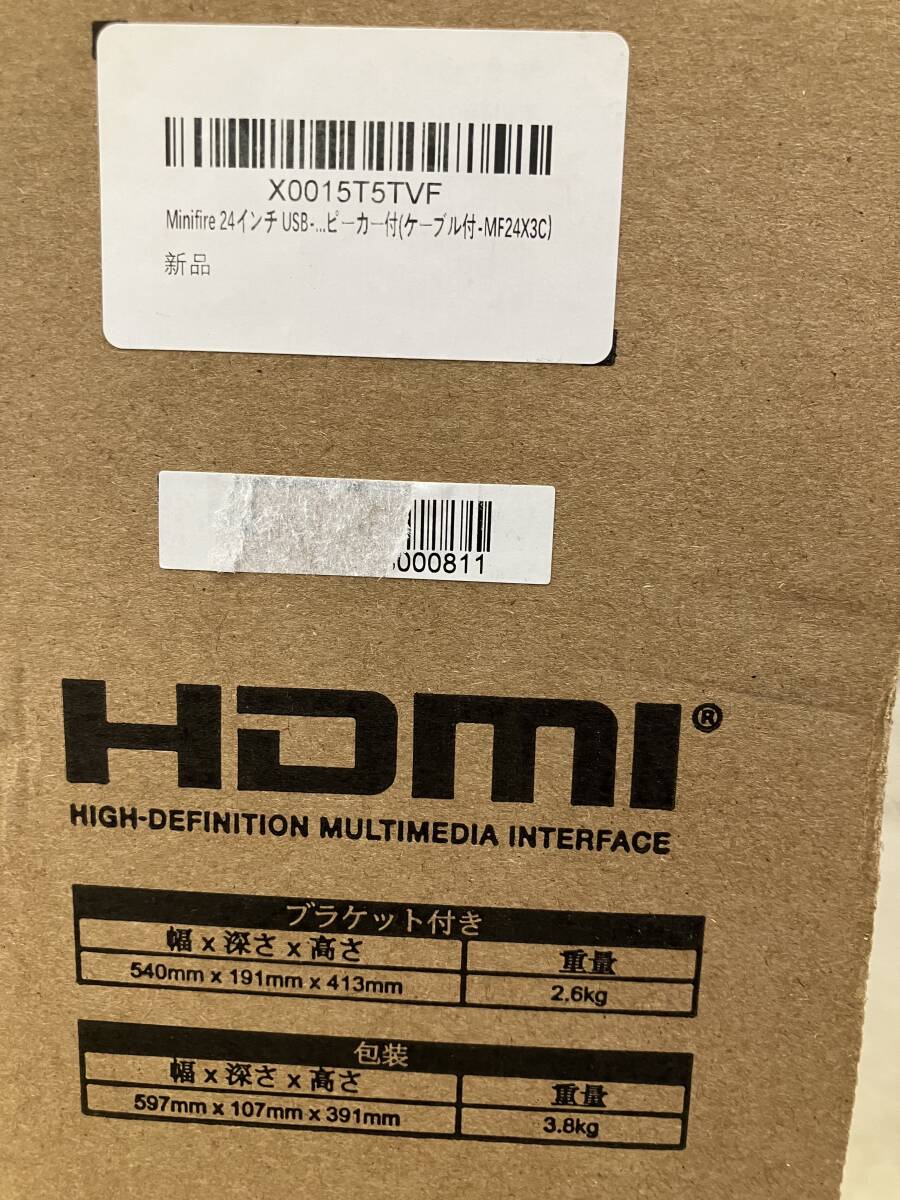 X0015T5TVF
Minifire 24インチ USB-...ピーカー付(ケーブル付-MF24X3C)
新品
000811
HDMI®
HIGH-DEFINITION MULTIMEDIA INTERFACE
ブラケット付き
幅 x 深さ x 高さ 重量
540mm x 191mm x 413mm 2.6kg
包装
幅 x 深さ x 高さ 重量
597mm x 107mm x 391mm 3.8kg